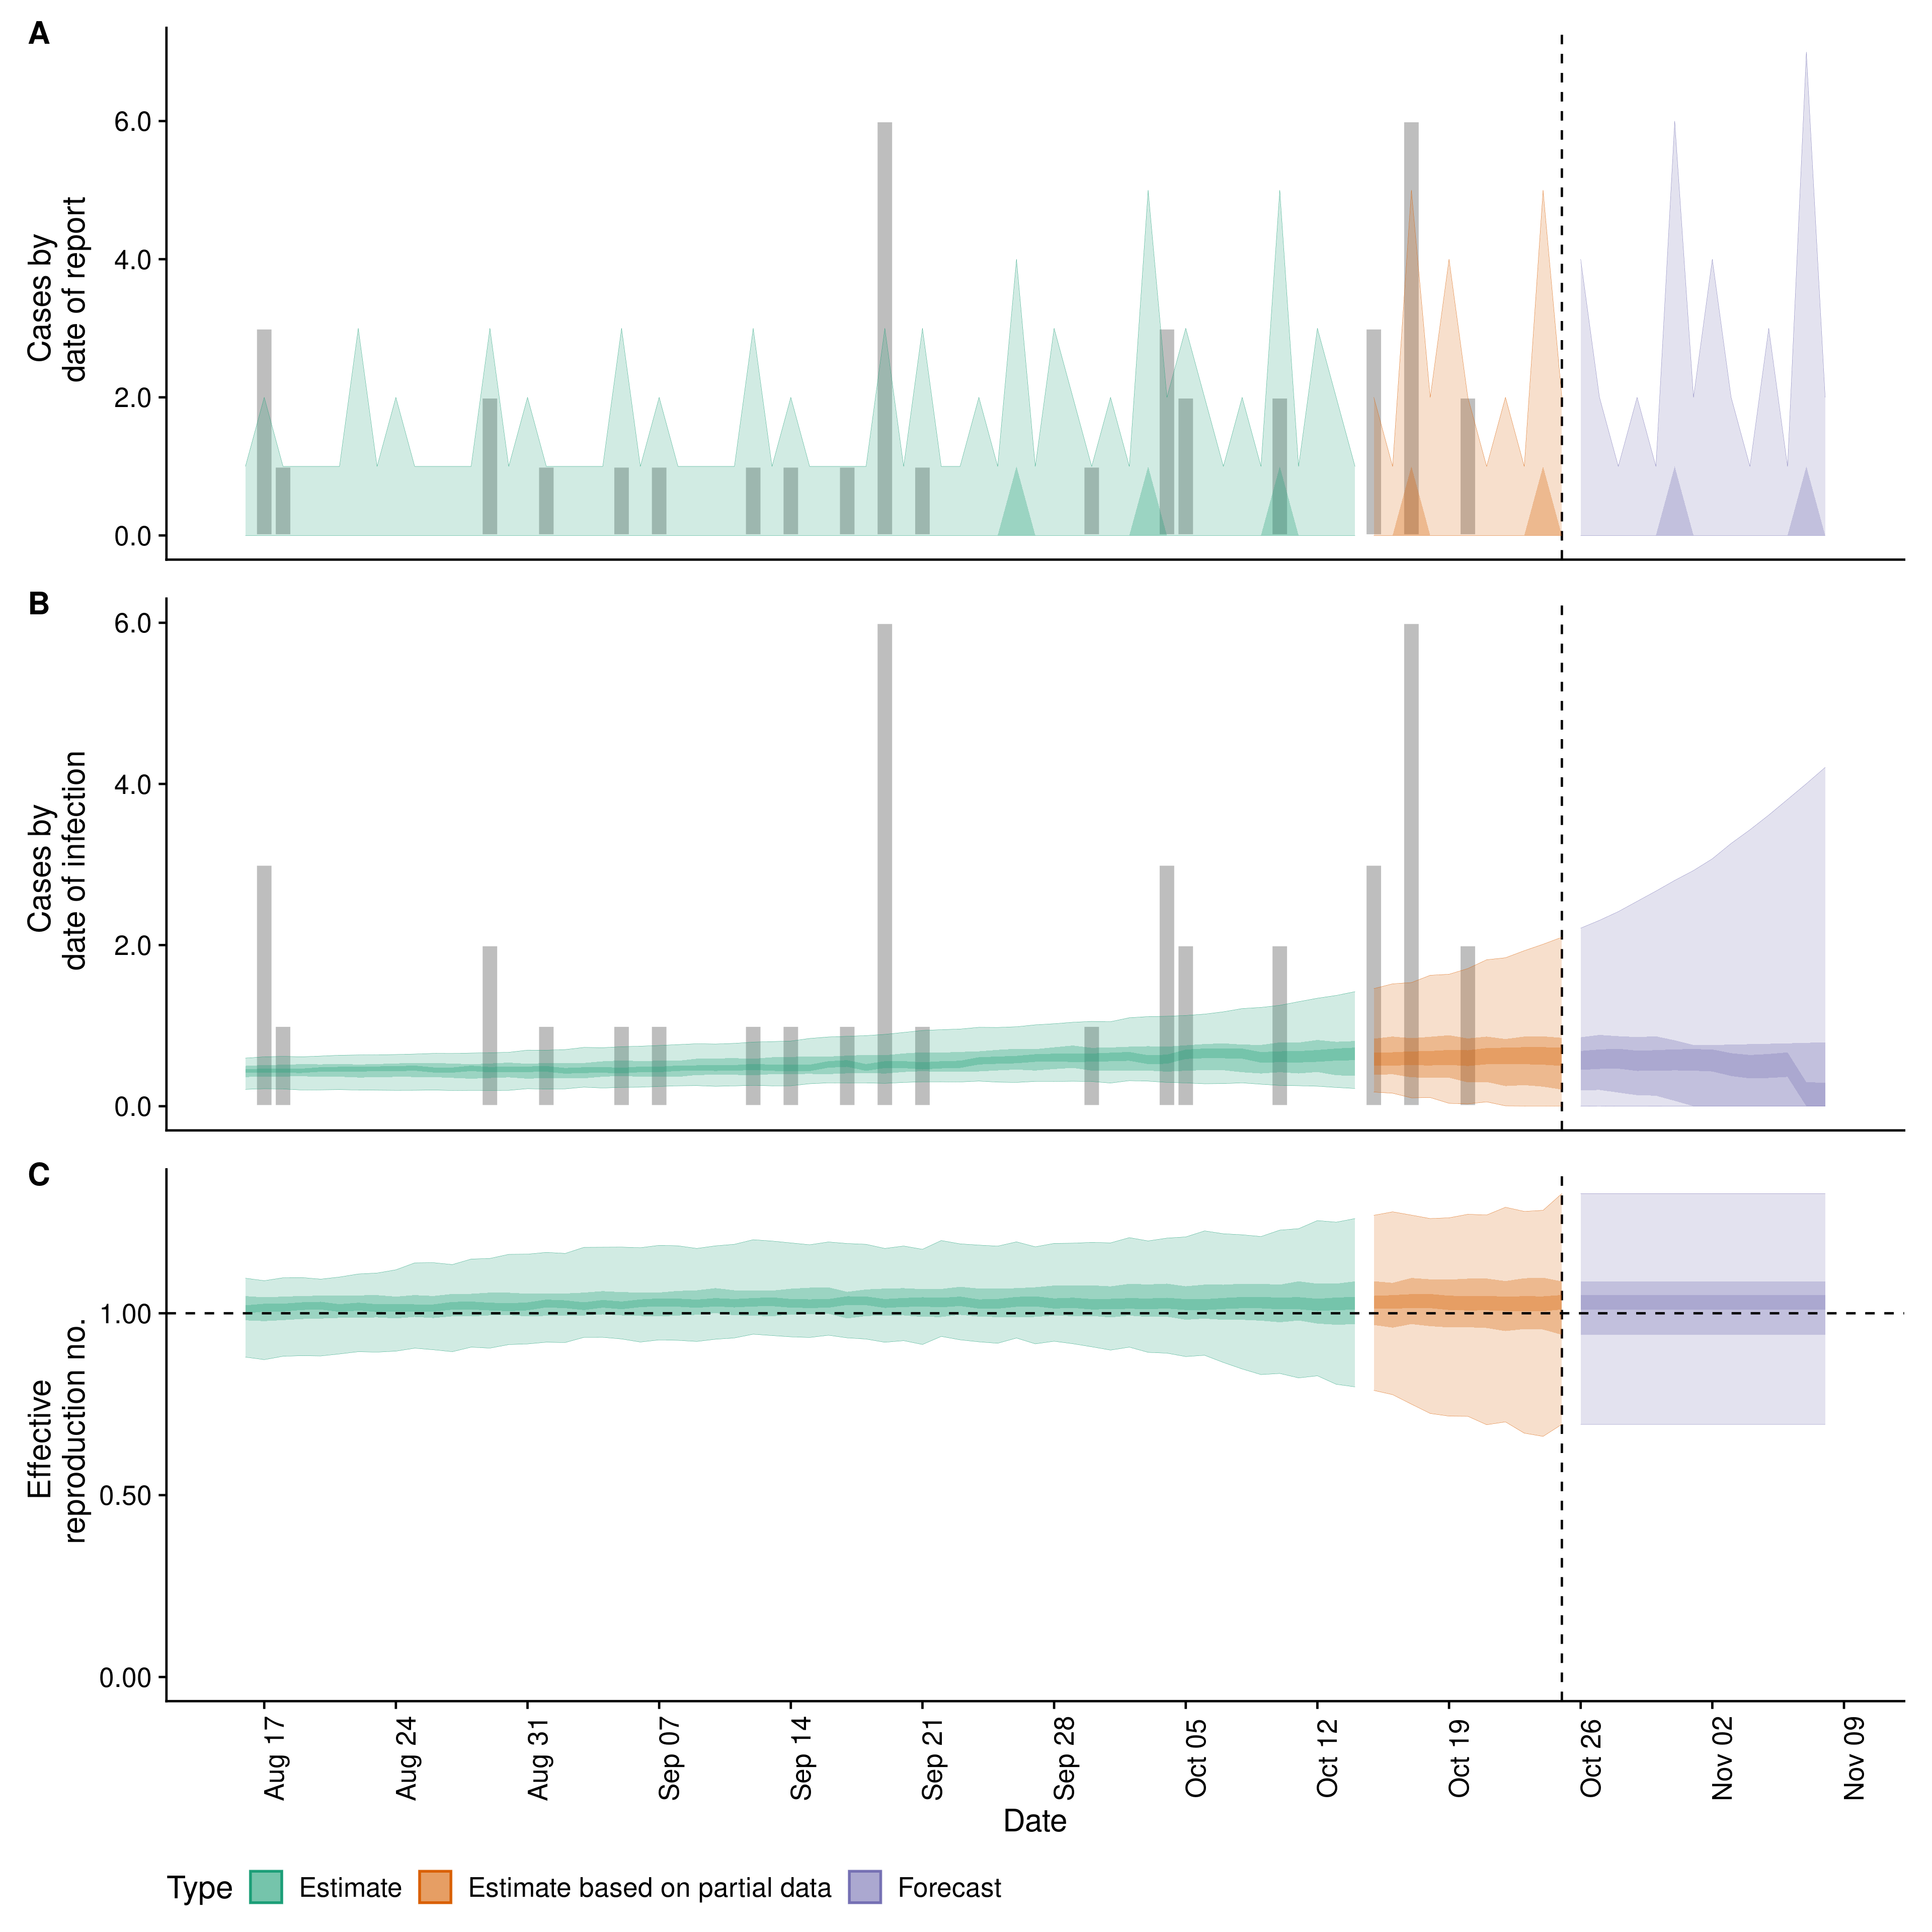 A
Cases by
date of report
6.0
4.0
2.0
0.0
B
Cases by
date of infection
6.0
4.0
2.0
0.0
C
Effective
reproduction no.
1.00
0.50
0.00
Aug 17
Aug 24
Aug 31
Sep 07
Sep 14
Sep 21
Sep 28
Oct 05
Oct 12
Oct 19
Oct 26
Nov 02
Nov 09
Date
Type Estimate Estimate based on partial data Forecast